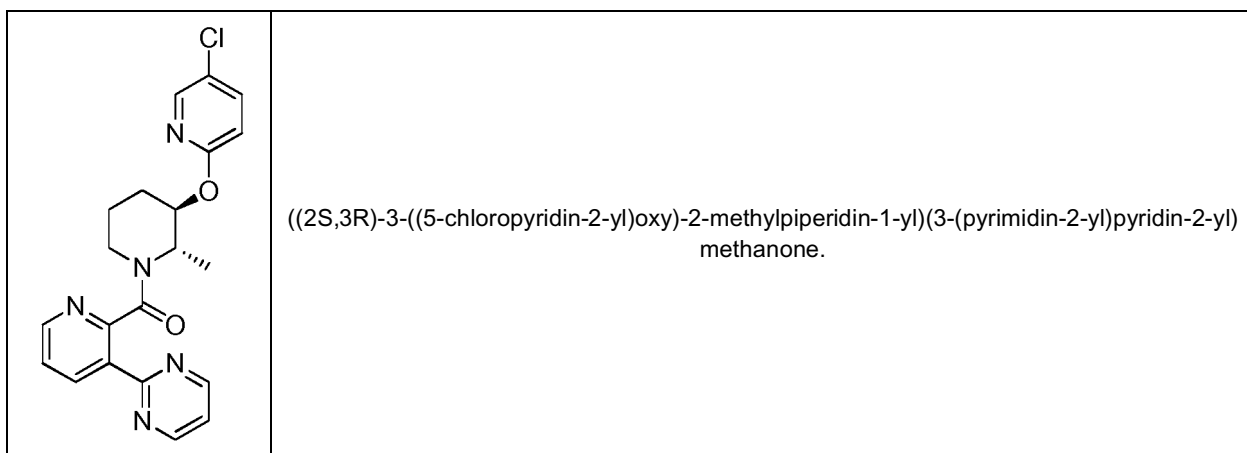 Cl
N
O
((2S,3R)-3-((5-chloropyridin-2-yl)oxy)-2-methylpiperidin-1-yl)(3-(pyrimidin-2-yl)pyridin-2-yl)
methanone.
N
N
O
N
N